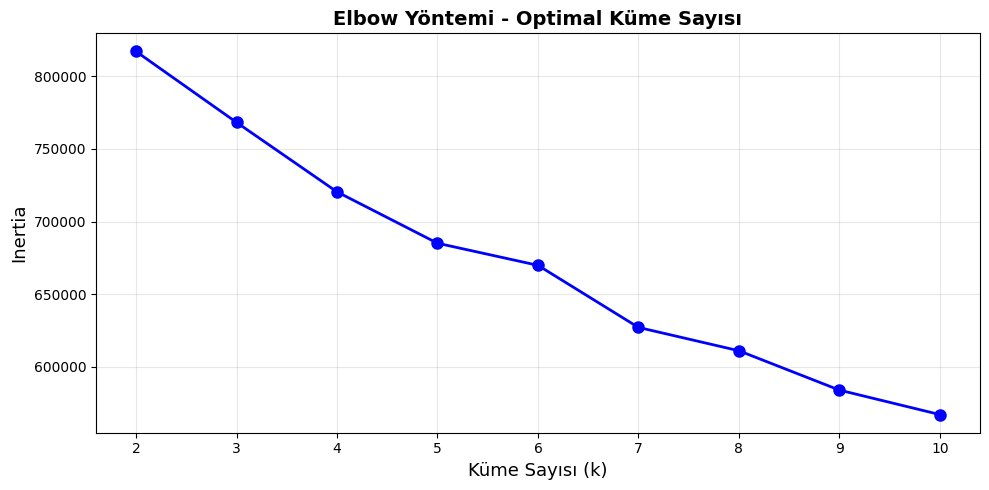 Elbow Yöntemi - Optimal Küme Sayısı
Inertia
800000
750000
700000
650000
600000
2 3 4 5 6 7 8 9 10
Küme Sayısı (k)